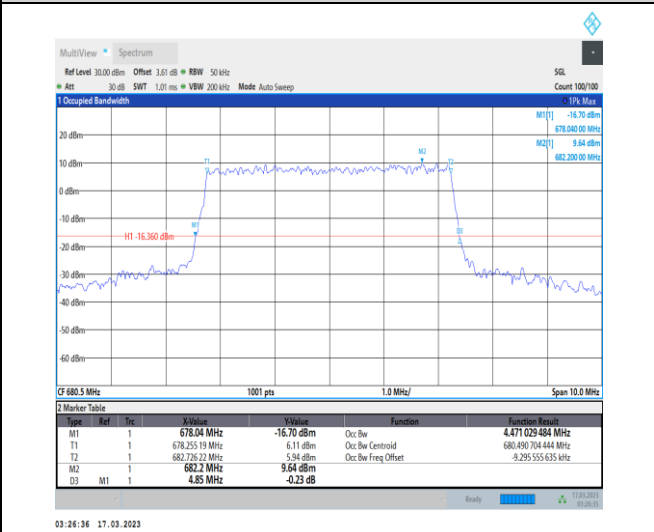 MultiView Spectrum
Ref Level 30.00 dBm Offset 3.61 dB RBW 50 kHz SGL
Att 30 dB SWT 1.01 ms VBW 200 kHz Mode Auto Sweep Count 100/100
1 Occupied Bandwidth 1Pk Max
M1[1] -16.70 dBm
678.040 00 MHz
M2[1] 9.64 dBm
682.200 00 MHz
20 dBm
10 dBm
0 dBm
-10 dBm
-20 dBm
-30 dBm
-40 dBm
-50 dBm
-60 dBm
T1
M2
T2
M1
D3
H1 -16.360 dBm
CF 680.5 MHz 1001 pts 1.0 MHz/ Span 10.0 MHz
2 Marker Table
Type Ref Trc X-Value Y-Value Function Function Result
M1 1 678.04 MHz -16.70 dBm Occ Bw 4.471 029 484 MHz
T1 1 678.255 19 MHz 6.11 dBm Occ Bw Centroid 680.490 704 444 MHz
T2 1 682.726 22 MHz 5.94 dBm Occ Bw Freq Offset -9.295 555 635 kHz
M2 1 682.2 MHz 9.64 dBm
D3 M1 1 4.85 MHz -0.23 dB
Ready 17.03.2023
03:26:35
03:26:36 17.03.2023